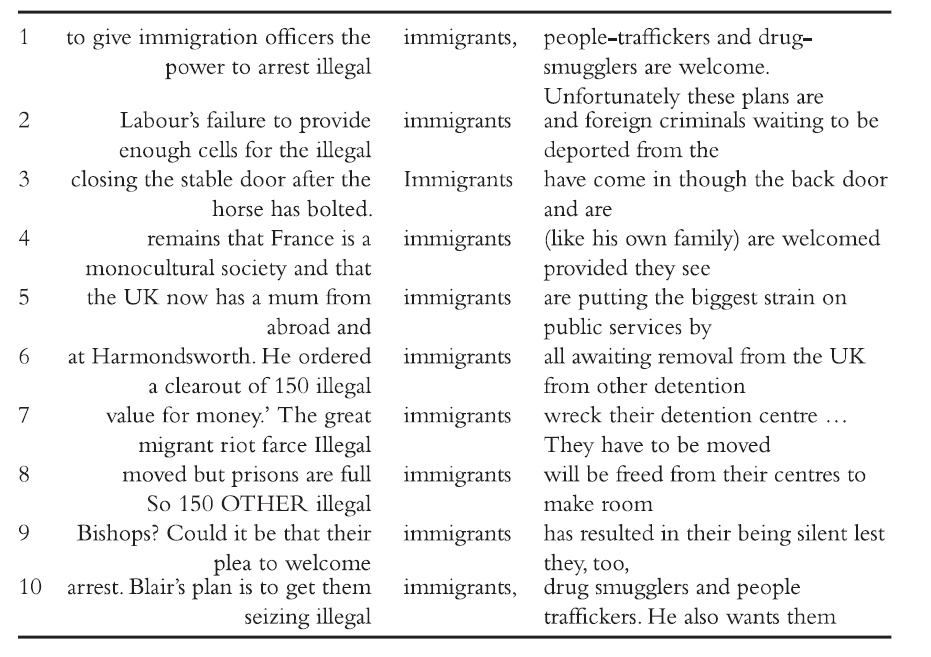 1 to give immigration officers the immigrants, people-traffickers and drug-
power to arrest illegal smugglers are welcome.
Unfortunately these plans are
2 Labour's failure to provide immigrants and foreign criminals waiting to be
enough cells for the illegal deported from the
3 closing the stable door after the Immigrants have come in though the back door
horse has bolted. and are
4 remains that France is a immigrants (like his own family) are welcomed
monocultural society and that provided they see
5 the UK now has a mum from immigrants are putting the biggest strain on
abroad and public services by
6 at Harmondsworth. He ordered immigrants all awaiting removal from the UK
a clearout of 150 illegal from other detention
7 value for money.' The great immigrants wreck their detention centre …
migrant riot farce Illegal They have to be moved
8 moved but prisons are full immigrants will be freed from their centres to
So 150 OTHER illegal make room
9 Bishops? Could it be that their immigrants has resulted in their being silent lest
plea to welcome they, too,
10 arrest. Blair's plan is to get them immigrants, drug smugglers and people
seizing illegal traffickers. He also wants them